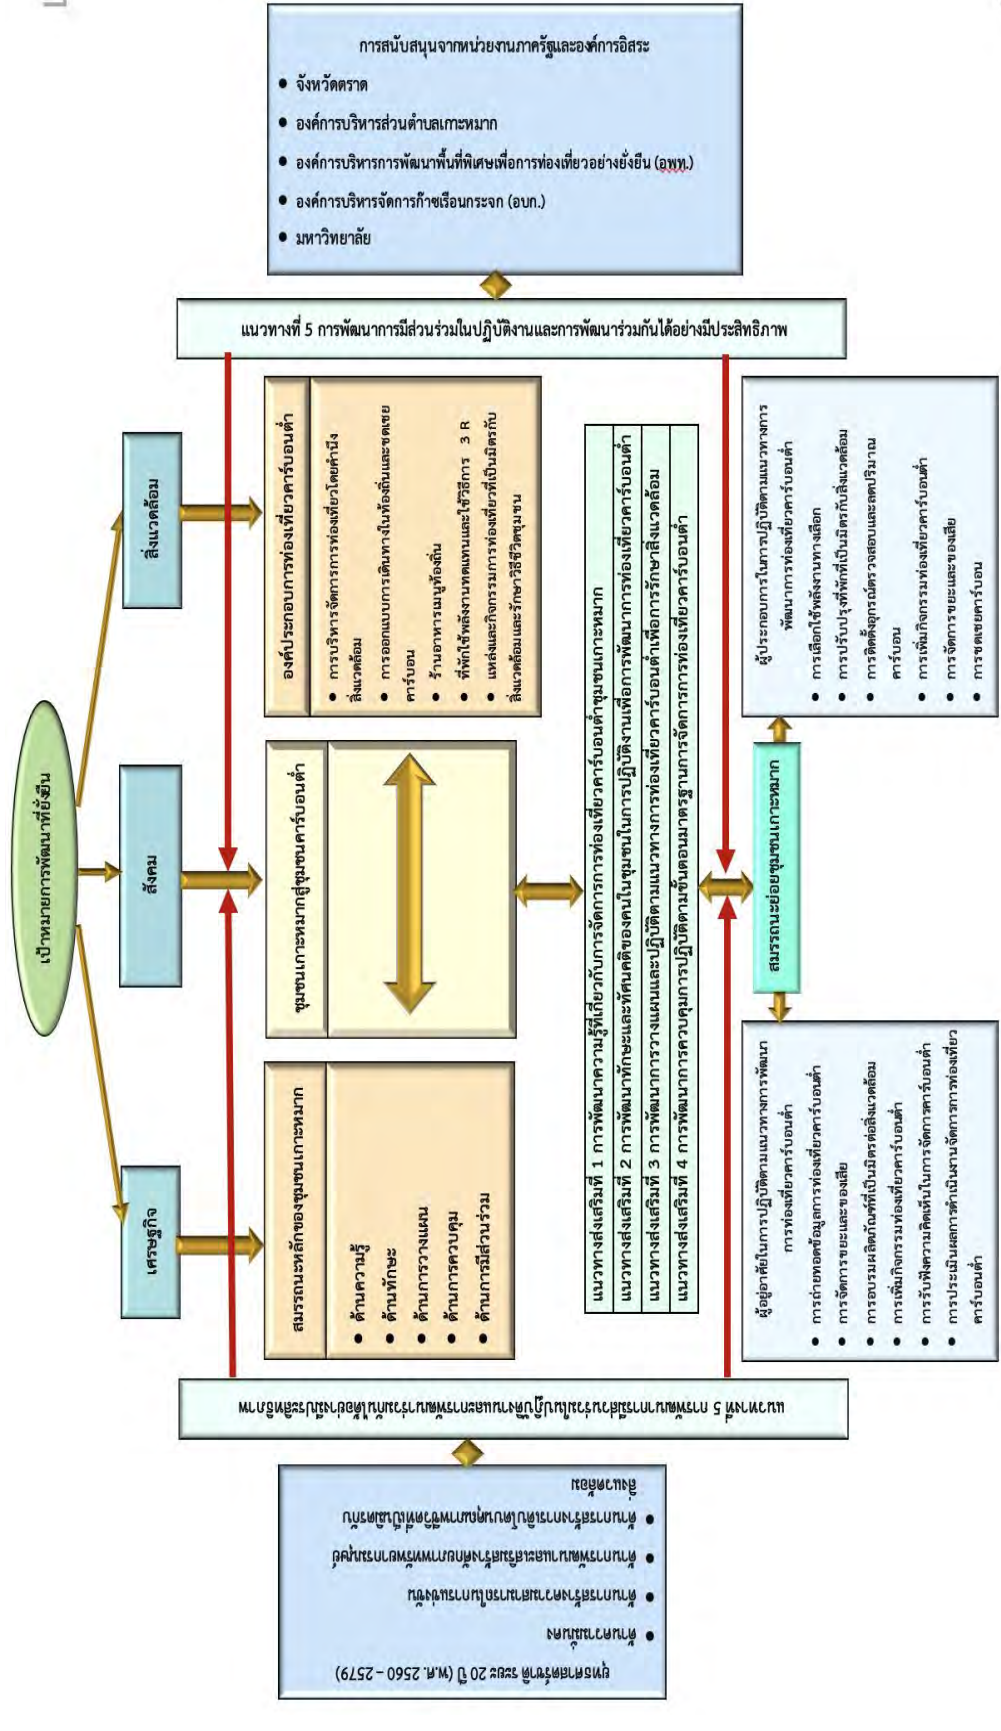 การสนับสนุนจากหน่วยงานภาครัฐและองค์การอิสระ
● จังหวัดตราด
● องค์การบริหารส่วนตำบลเกาะหมาก
● องค์การบริหารการพัฒนาพื้นที่พิเศษเพื่อการท่องเที่ยวอย่างยั่งยืน (อพท.)
● องค์การบริหารจัดการก๊าซเรือนกระจก (อบก.)
● มหาวิทยาลัย
แนวทางที่ 5 การพัฒนาการมีส่วนร่วมในปฏิบัติงานและการพัฒนาร่วมกันได้อย่างมีประสิทธิภาพ
เป้าหมายการพัฒนาที่ยั่งยืน
เศรษฐกิจ
สังคม
สิ่งแวดล้อม
สมรรถนะหลักของชุมชนเกาะหมาก
● ด้านความรู้
● ด้านทักษะ
● ด้านการวางแผน
● ด้านการควบคุม
● ด้านการมีส่วนร่วม
ชุมชนเกาะหมากสู่ชุมชนคาร์บอนต่ำ
องค์ประกอบการท่องเที่ยวคาร์บอนต่ำ
● การบริหารจัดการการท่องเที่ยวโดยคำนึง
สิ่งแวดล้อม
● การออกแบบการเดินทางในท้องถิ่นและชดเชย
คาร์บอน
● ร้านอาหารเมนูท้องถิ่น
● ที่พักใช้พลังงานทดแทนและใช้วิธีการ 3 R
● แหล่งและกิจกรรมการท่องเที่ยวที่เป็นมิตรกับ
สิ่งแวดล้อมและรักษาวิถีชีวิตชุมชน
แนวทางส่งเสริมที่ 1 การพัฒนาความรู้ที่เกี่ยวกับการจัดการการท่องเที่ยวคาร์บอนต่ำชุมชนเกาะหมาก
แนวทางส่งเสริมที่ 2 การพัฒนาทักษะและทัศนคติของคนในชุมชนในการปฏิบัติงานเพื่อการพัฒนาการท่องเที่ยวคาร์บอนต่ำ
แนวทางส่งเสริมที่ 3 การพัฒนาการวางแผนและปฏิบัติตามแนวทางการท่องเที่ยวคาร์บอนต่ำเพื่อการรักษาสิ่งแวดล้อม
แนวทางส่งเสริมที่ 4 การพัฒนาการควบคุมการปฏิบัติตามขั้นตอนมาตรฐานการจัดการการท่องเที่ยวคาร์บอนต่ำ
สมรรถนะย่อยชุมชนเกาะหมาก
ผู้อยู่อาศัยในการปฏิบัติตามแนวทางการพัฒนา
การท่องเที่ยวคาร์บอนต่ำ
● การถ่ายทอดข้อมูลการท่องเที่ยวคาร์บอนต่ำ
● การจัดการขยะและของเสีย
● การอบรมผลิตภัณฑ์ที่เป็นมิตรต่อสิ่งแวดล้อม
● การเพิ่มกิจกรรมท่องเที่ยวคาร์บอนต่ำ
● การรับฟังความคิดเห็นในการจัดการคาร์บอนต่ำ
● การประเมินผลการดำเนินงานจัดการการท่องเที่ยว
คาร์บอนต่ำ
ผู้ประกอบการในการปฏิบัติตามแนวทางการ
พัฒนาการท่องเที่ยวคาร์บอนต่ำ
● การเลือกใช้พลังงานทางเลือก
● การปรับปรุงที่พักที่เป็นมิตรกับสิ่งแวดล้อม
● การติดตั้งอุกรณ์ตรวจสอบและลดปริมาณ
คาร์บอน
● การเพิ่มกิจกรรมท่องเที่ยวคาร์บอนต่ำ
● การจัดการขยะและของเสีย
● การชดเชยคาร์บอน
แนวทางที่ 5 การพัฒนาการมีส่วนร่วมในปฏิบัติงานและการพัฒนาร่วมกันได้อย่างมีประสิทธิภาพ
ยุทธศาสตร์ชาติ ระยะ 20 ปี (พ.ศ. 2560 – 2579)
● ด้านความมั่นคง
● ด้านการสร้างความสามารถในการแข่งขัน
● ด้านการพัฒนาและเสริมสร้างศักยภาพทรัพยากรมนุษย์
● ด้านการสร้างการเติบโตบนคุณภาพชีวิตที่เป็นมิตรกับ
สิ่งแวดล้อม